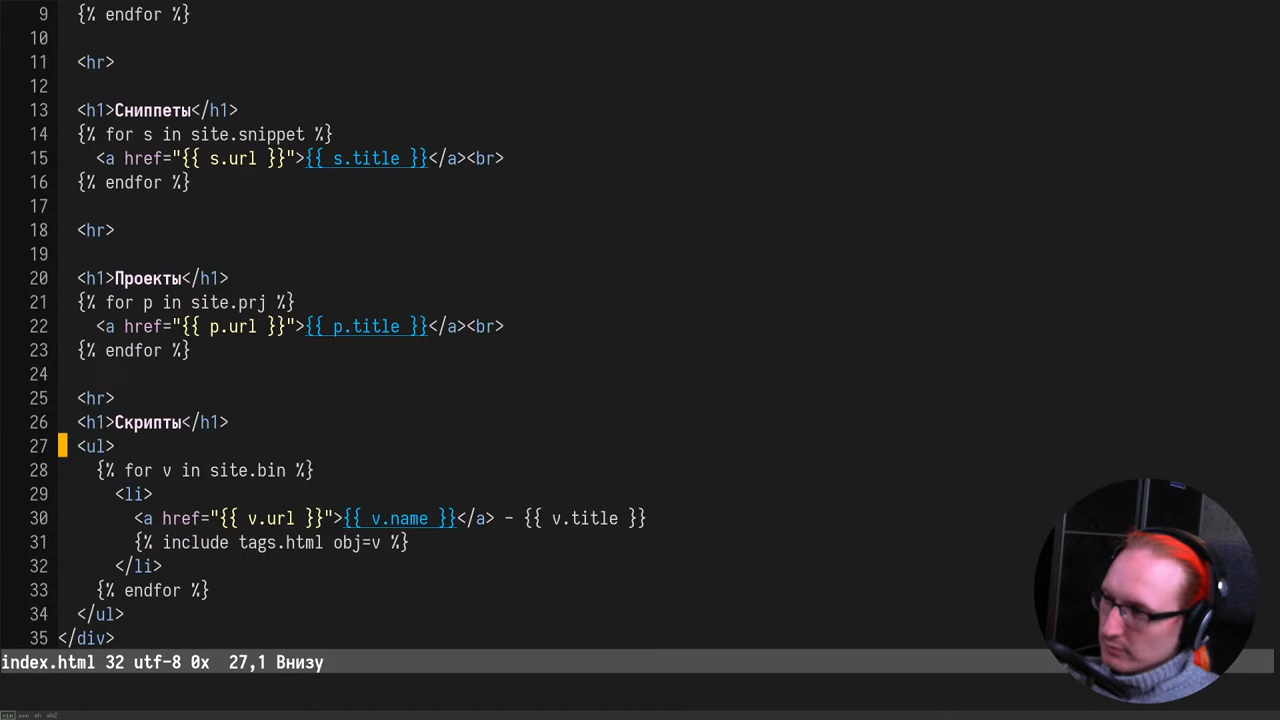 9 {% endfor %}
10
11 <hr>
12
13 <h1>Сниппеты</h1>
14 {% for s in site.snippet %}
15 <a href="{{ s.url }}">{{ s.title }}</a><br>
16 {% endfor %}
17
18 <hr>
19
20 <h1>Проекты</h1>
21 {% for p in site.prj %}
22 <a href="{{ p.url }}">{{ p.title }}</a><br>
23 {% endfor %}
24
25 <hr>
26 <h1>Скрипты</h1>
27 <ul>
28 {% for v in site.bin %}
29 <li>
30 <a href="{{ v.url }}">{{ v.name }}</a> - {{ v.title }}
31 {% include tags.html obj=v %}
32 </li>
33 {% endfor %}
34 </ul>
35 </div>
index.html 32 utf-8 0x 27,1 Внизу